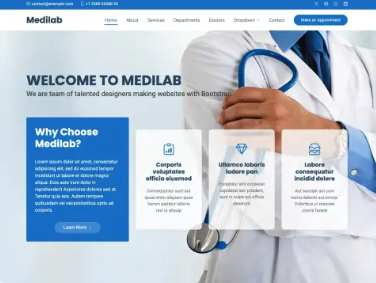 contact@example.com +1 5589 55488 55
Medilab Home About Services Departments Doctors Dropdown Contact Make an Appointment
WELCOME TO MEDILAB
We are team of talented designers making websites with Bootstrap
Why Choose
Medilab?
Lorem ipsum dolor sit amet, consectetur
adipiscing elit, sed do eiusmod tempor
incididunt ut labore et dolore magna
aliqua. Duis aute irure dolor in
reprehenderit
Asperiores dolores sed et.
Tenetur quia eos. Autem tempore
quibusdam vel necessitatibus optio ad
corporis.
Learn More
Corporis
voluptates
officia eiusmod
Consequuntur sunt aut
quasi enim aliquam quae
harum pariatur laboris
nisi ut aliquip
Ullamco laboris
ladore pan
Excepteur sint occaecat
cupidatat non proident,
sunt in culpa qui officia
deserunt
Labore
consequatur
incidid dolore
Aut suscipit aut cum
nemo deleniti aut omnis.
Doloribus ut maiores
omnis facere